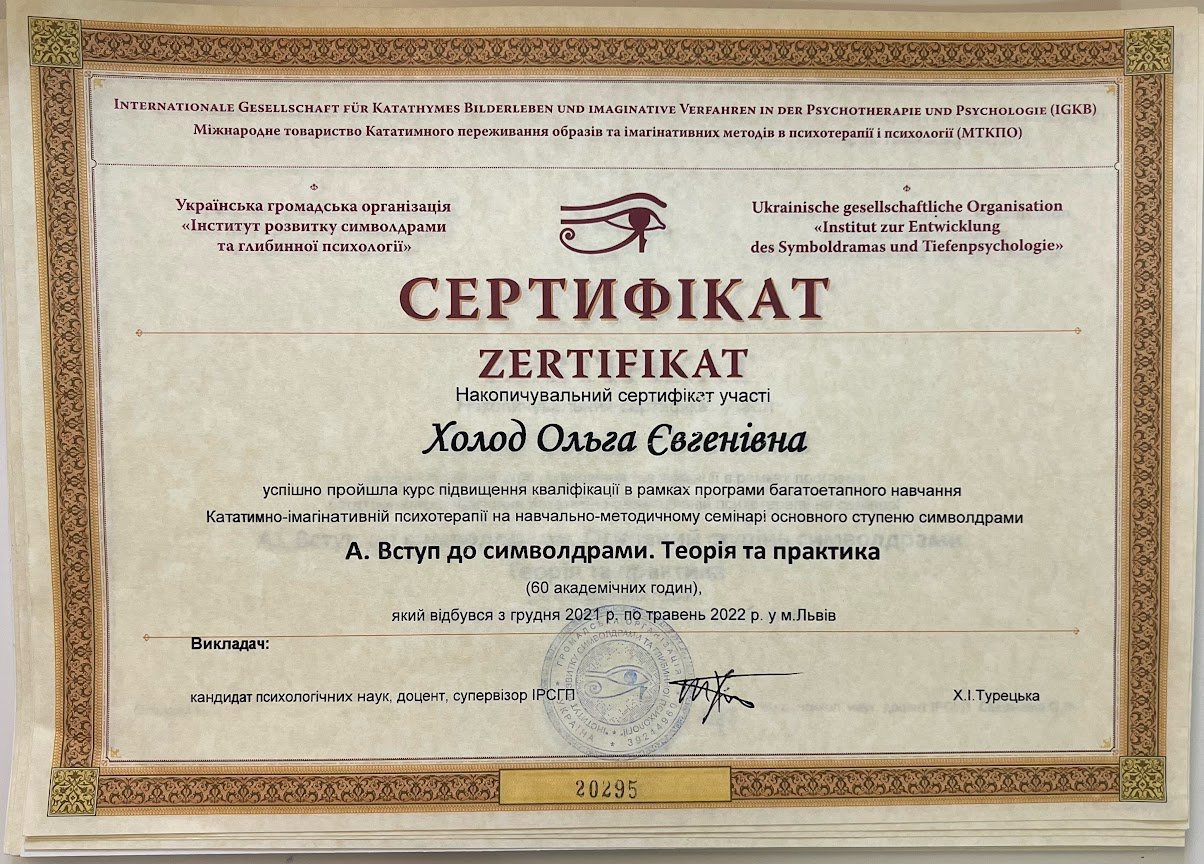 Internationale Gesellschaft für Katathymes Bilderleben und imaginative Verfahren in der Psychotherapie und Psychologie (IGKB)
Міжнародне товариство Кататимного переживання образів та імагінативних методів в психотерапії і психології (МТКПО)
Українська громадська організація
«Інститут розвитку символдрами
та глибинної психології»
Ukrainische gesellschaftliche Organisation
«Institut zur Entwicklung
des Symboldramas und Tiefenpsychologie»
СЕРТИФІКАТ
ZERTIFIKAT
Накопичувальний сертифікат участі
Холод Ольга Євгенівна
успішно пройшла курс підвищення кваліфікації в рамках програми багатоетапного навчання
Кататимно-імагінативній психотерапії на навчально-методичному семінарі основного ступеню символдрами
А. Вступ до символдрами. Теорія та практика
(60 академічних годин),
який відбувся з грудня 2021 р. по травень 2022 р. у м.Львів
Викладач:
кандидат психологічних наук, доцент, супервізор ІРСГП
Х.І.Турецька
УКРАЇНА * ГРОМАДСЬКА ОРГАНІЗАЦІЯ * 39244960
20295